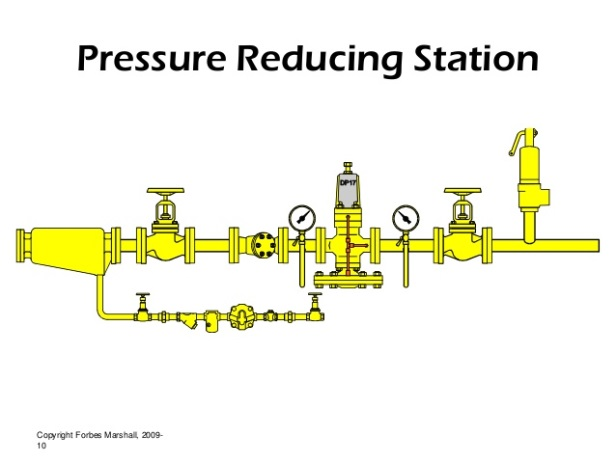 Pressure Reducing Station
DP17
Copyright Forbes Marshall, 2009-
10